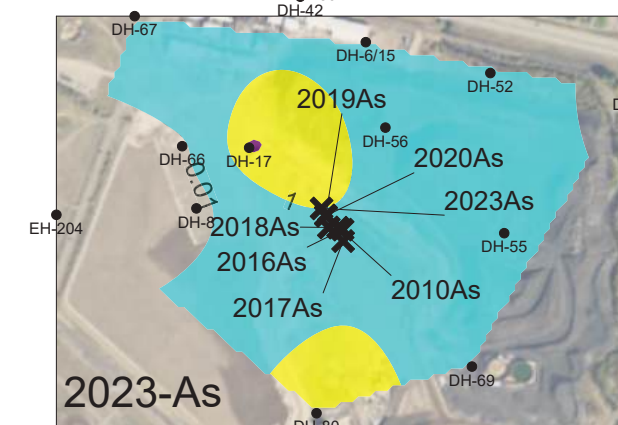 DH-42
DH-67
DH-6/15
DH-52
2019As
DH-56
DH-66
DH-17
2020As
0.01
1
2023As
DH-8
EH-204
2018As
DH-55
2016As
2010As
2017As
DH-69
2023-As